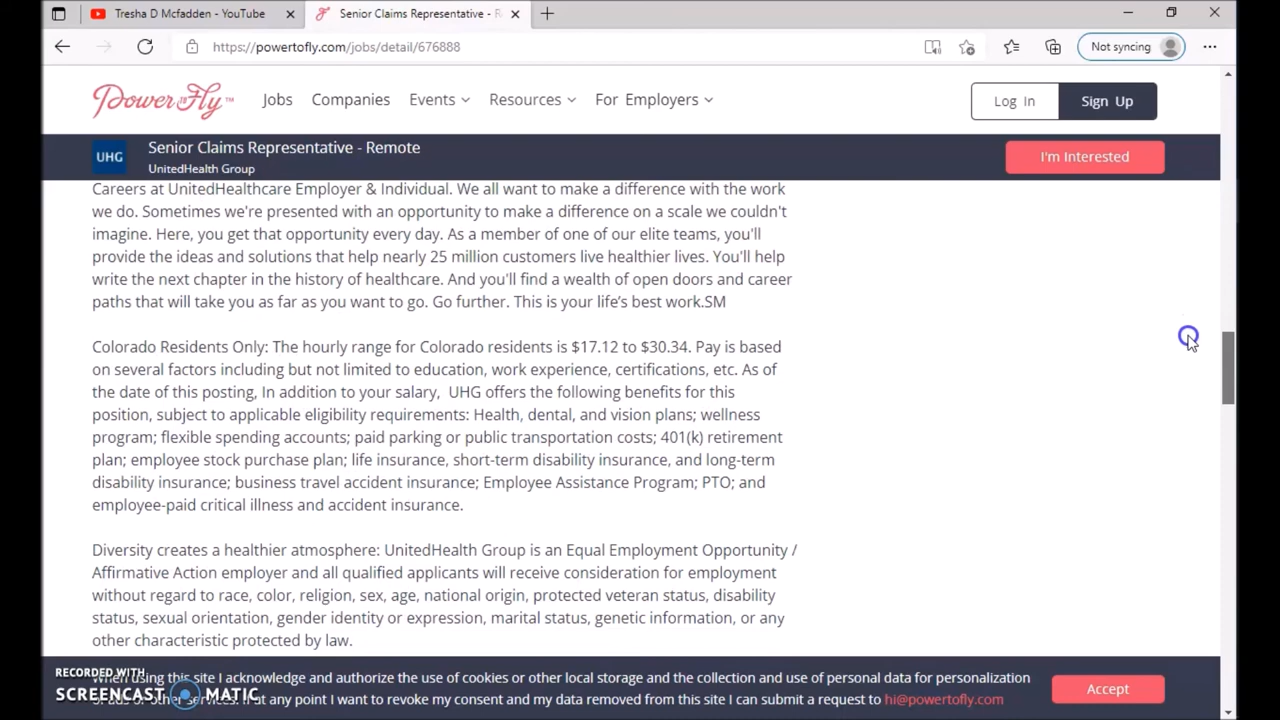 Tresha D Mcfadden - YouTube
Senior Claims Representative - R
https://powertofly.com/jobs/detail/676888
Not syncing
Power to Fly™
Jobs
Companies
Events
Resources
For Employers
Log In
Sign Up
UHG
Senior Claims Representative - Remote
UnitedHealth Group
I'm Interested
Careers at UnitedHealthcare Employer & Individual. We all want to make a difference with the work
we do. Sometimes we're presented with an opportunity to make a difference on a scale we couldn't
imagine. Here, you get that opportunity every day. As a member of one of our elite teams, you'll
provide the ideas and solutions that help nearly 25 million customers live healthier lives. You'll help
write the next chapter in the history of healthcare. And you'll find a wealth of open doors and career
paths that will take you as far as you want to go. Go further. This is your life’s best work.SM
Colorado Residents Only: The hourly range for Colorado residents is $17.12 to $30.34. Pay is based
on several factors including but not limited to education, work experience, certifications, etc. As of
the date of this posting, In addition to your salary, UHG offers the following benefits for this
position, subject to applicable eligibility requirements: Health, dental, and vision plans; wellness
program; flexible spending accounts; paid parking or public transportation costs; 401(k) retirement
plan; employee stock purchase plan; life insurance, short-term disability insurance, and long-term
disability insurance; business travel accident insurance; Employee Assistance Program; PTO; and
employee-paid critical illness and accident insurance.
Diversity creates a healthier atmosphere: UnitedHealth Group is an Equal Employment Opportunity /
Affirmative Action employer and all qualified applicants will receive consideration for employment
without regard to race, color, religion, sex, age, national origin, protected veteran status, disability
status, sexual orientation, gender identity or expression, marital status, genetic information, or any
other characteristic protected by law.
When using this site I acknowledge and authorize the use of cookies or other local storage and the collection and use of personal data for personalization
at any point I want to revoke my consent and my data removed from this site I can submit a request to hi@powertofly.com
Accept
RECORDED WITH
SCREENCAST MATIC